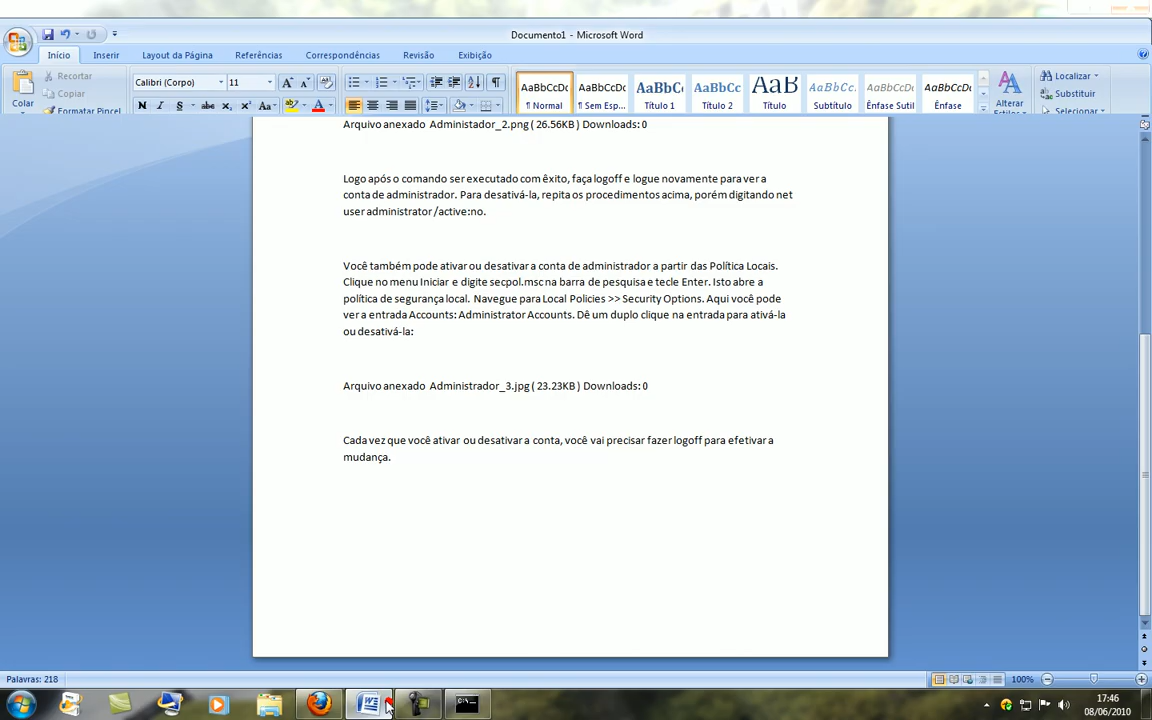 Documento1 - Microsoft Word
Início Inserir Layout da Página Referências Correspondências Revisão Exibição
Colar
Recortar
Copiar
Formatar Pincel
Calibri (Corpo) 11
N I S abc x₂ x² Aa
AaBbCcDc AaBbCcDc AaBbC AaBbCc AaB AaBbCc. AaBbCcDc AaBbCcDc
¶ Normal ¶ Sem Esp... Título 1 Título 2 Título Subtítulo Ênfase Sutil Ênfase
Alterar
Localizar
Substituir
Selecionar
Arquivo anexado Administador_2.png ( 26.56KB ) Downloads: 0
Logo após o comando ser executado com êxito, faça logoff e logue novamente para ver a
conta de administrador. Para desativá-la, repita os procedimentos acima, porém digitando net
user administrator /active:no.
Você também pode ativar ou desativar a conta de administrador a partir das Política Locais.
Clique no menu Iniciar e digite secpol.msc na barra de pesquisa e tecle Enter. Isto abre a
política de segurança local. Navegue para Local Policies >> Security Options. Aqui você pode
ver a entrada Accounts: Administrator Accounts. Dê um duplo clique na entrada para ativá-la
ou desativá-la:
Arquivo anexado Administrador_3.jpg ( 23.23KB ) Downloads: 0
Cada vez que você ativar ou desativar a conta, você vai precisar fazer logoff para efetivar a
mudança.
Palavras: 218
100%
17:46
08/06/2010